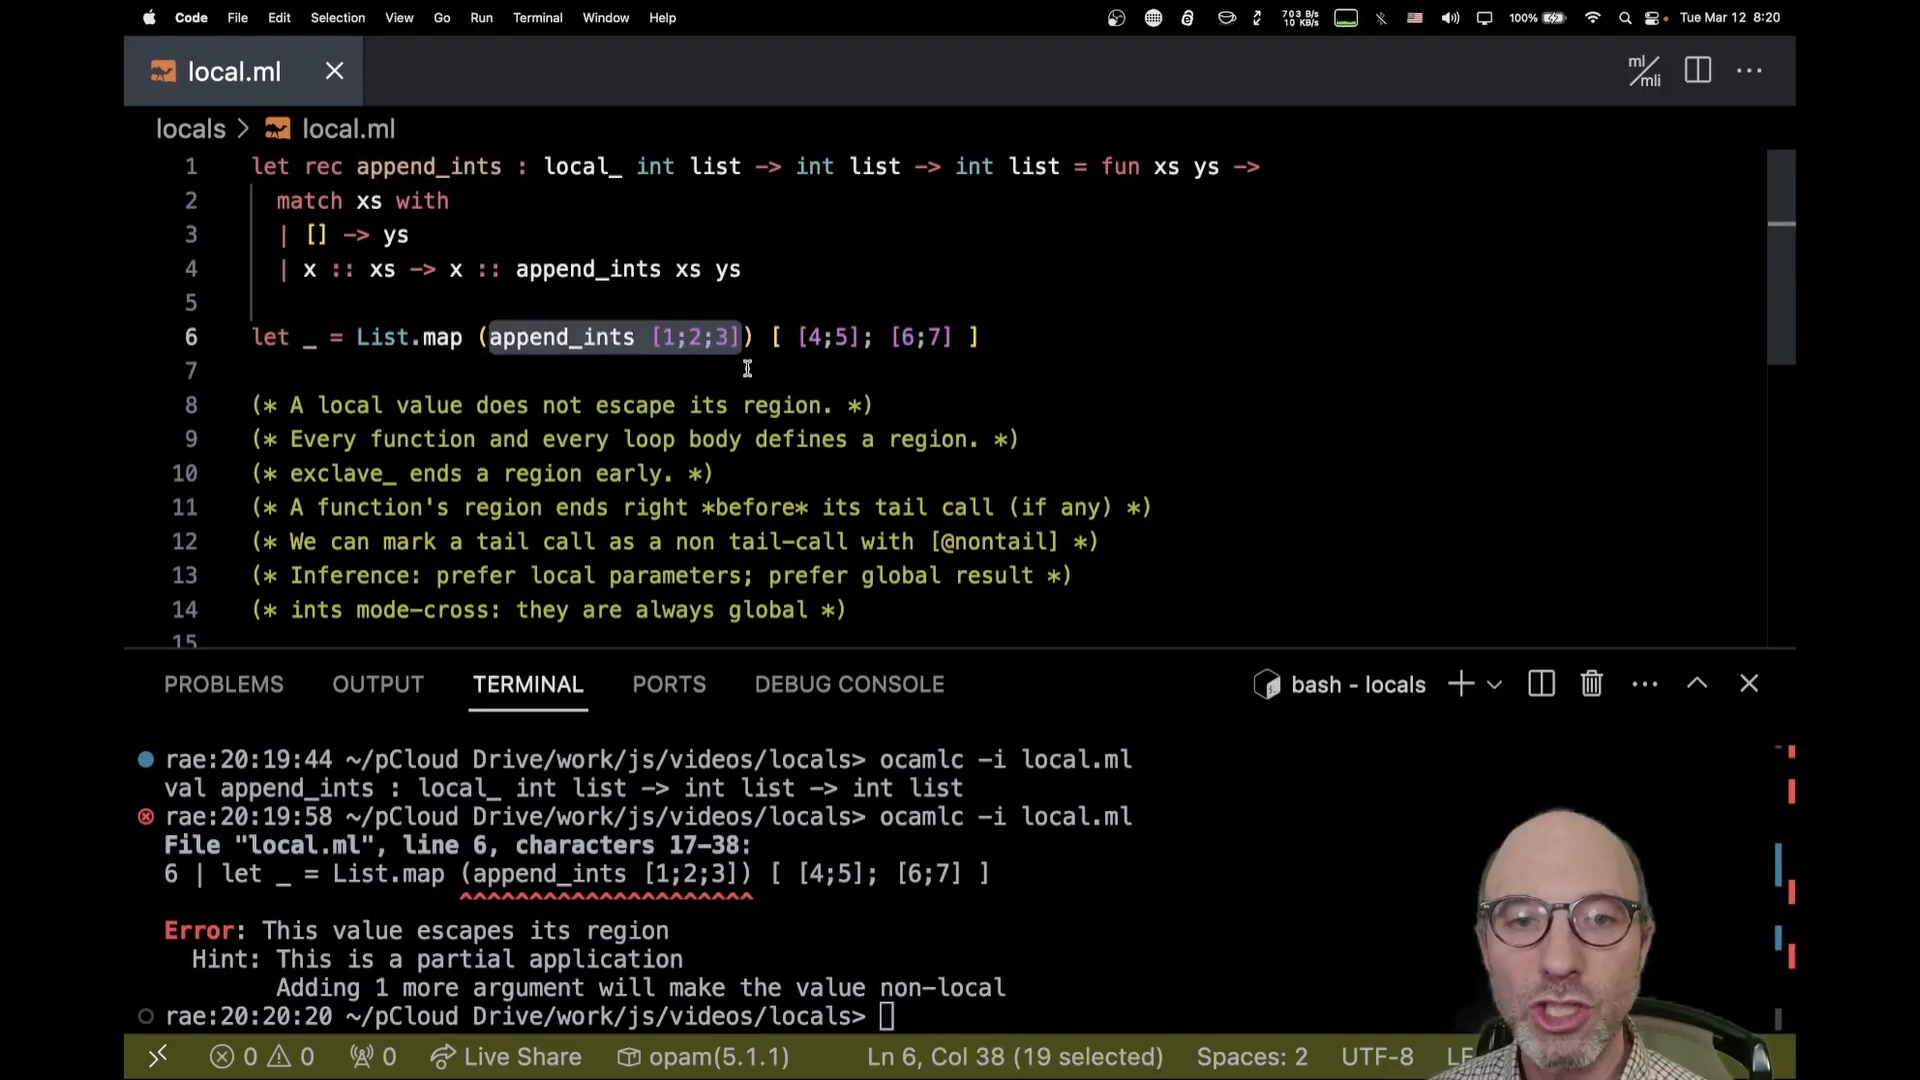 Code File Edit Selection View Go Run Terminal Window Help 703 B/s 10 KB/s 100% Tue Mar 12 8:20
local.ml ml/mli
locals > local.ml
1 let rec append_ints : local_ int list -> int list -> int list = fun xs ys ->
2 match xs with
3 | [] -> ys
4 | x :: xs -> x :: append_ints xs ys
5
6 let _ = List.map (append_ints [1;2;3]) [ [4;5]; [6;7] ]
7
8 (* A local value does not escape its region. *)
9 (* Every function and every loop body defines a region. *)
10 (* exclave_ ends a region early. *)
11 (* A function's region ends right *before* its tail call (if any) *)
12 (* We can mark a tail call as a non tail-call with [@nontail] *)
13 (* Inference: prefer local parameters; prefer global result *)
14 (* ints mode-cross: they are always global *)
15
PROBLEMS OUTPUT TERMINAL PORTS DEBUG CONSOLE bash - locals
rae:20:19:44 ~/pCloud Drive/work/js/videos/locals> ocamlc -i local.ml
val append_ints : local_ int list -> int list -> int list
rae:20:19:58 ~/pCloud Drive/work/js/videos/locals> ocamlc -i local.ml
File "local.ml", line 6, characters 17-38:
6 | let _ = List.map (append_ints [1;2;3]) [ [4;5]; [6;7] ]
^^^^^^^^^^^^^^^^^^^^^
Error: This value escapes its region
Hint: This is a partial application
Adding 1 more argument will make the value non-local
rae:20:20:20 ~/pCloud Drive/work/js/videos/locals>
0 0 0 Live Share opam(5.1.1) Ln 6, Col 38 (19 selected) Spaces: 2 UTF-8 LF